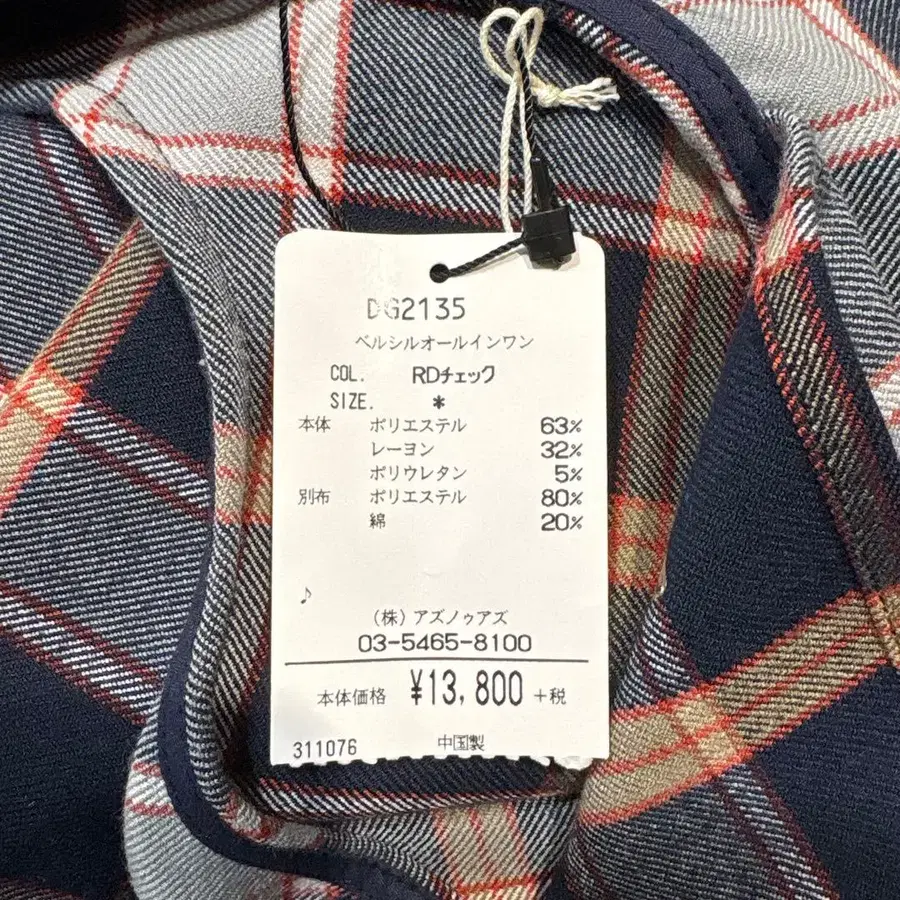 DG2135
ベルシルオールインワン
COL. RDチェック
SIZE. *
本体 ポリエステル 63%
レーヨン 32%
ポリウレタン 5%
別布 ポリエステル 80%
綿 20%
♪
(株) アズノゥアズ
03-5465-8100
本体価格 ¥13,800 +税
311076 中国製